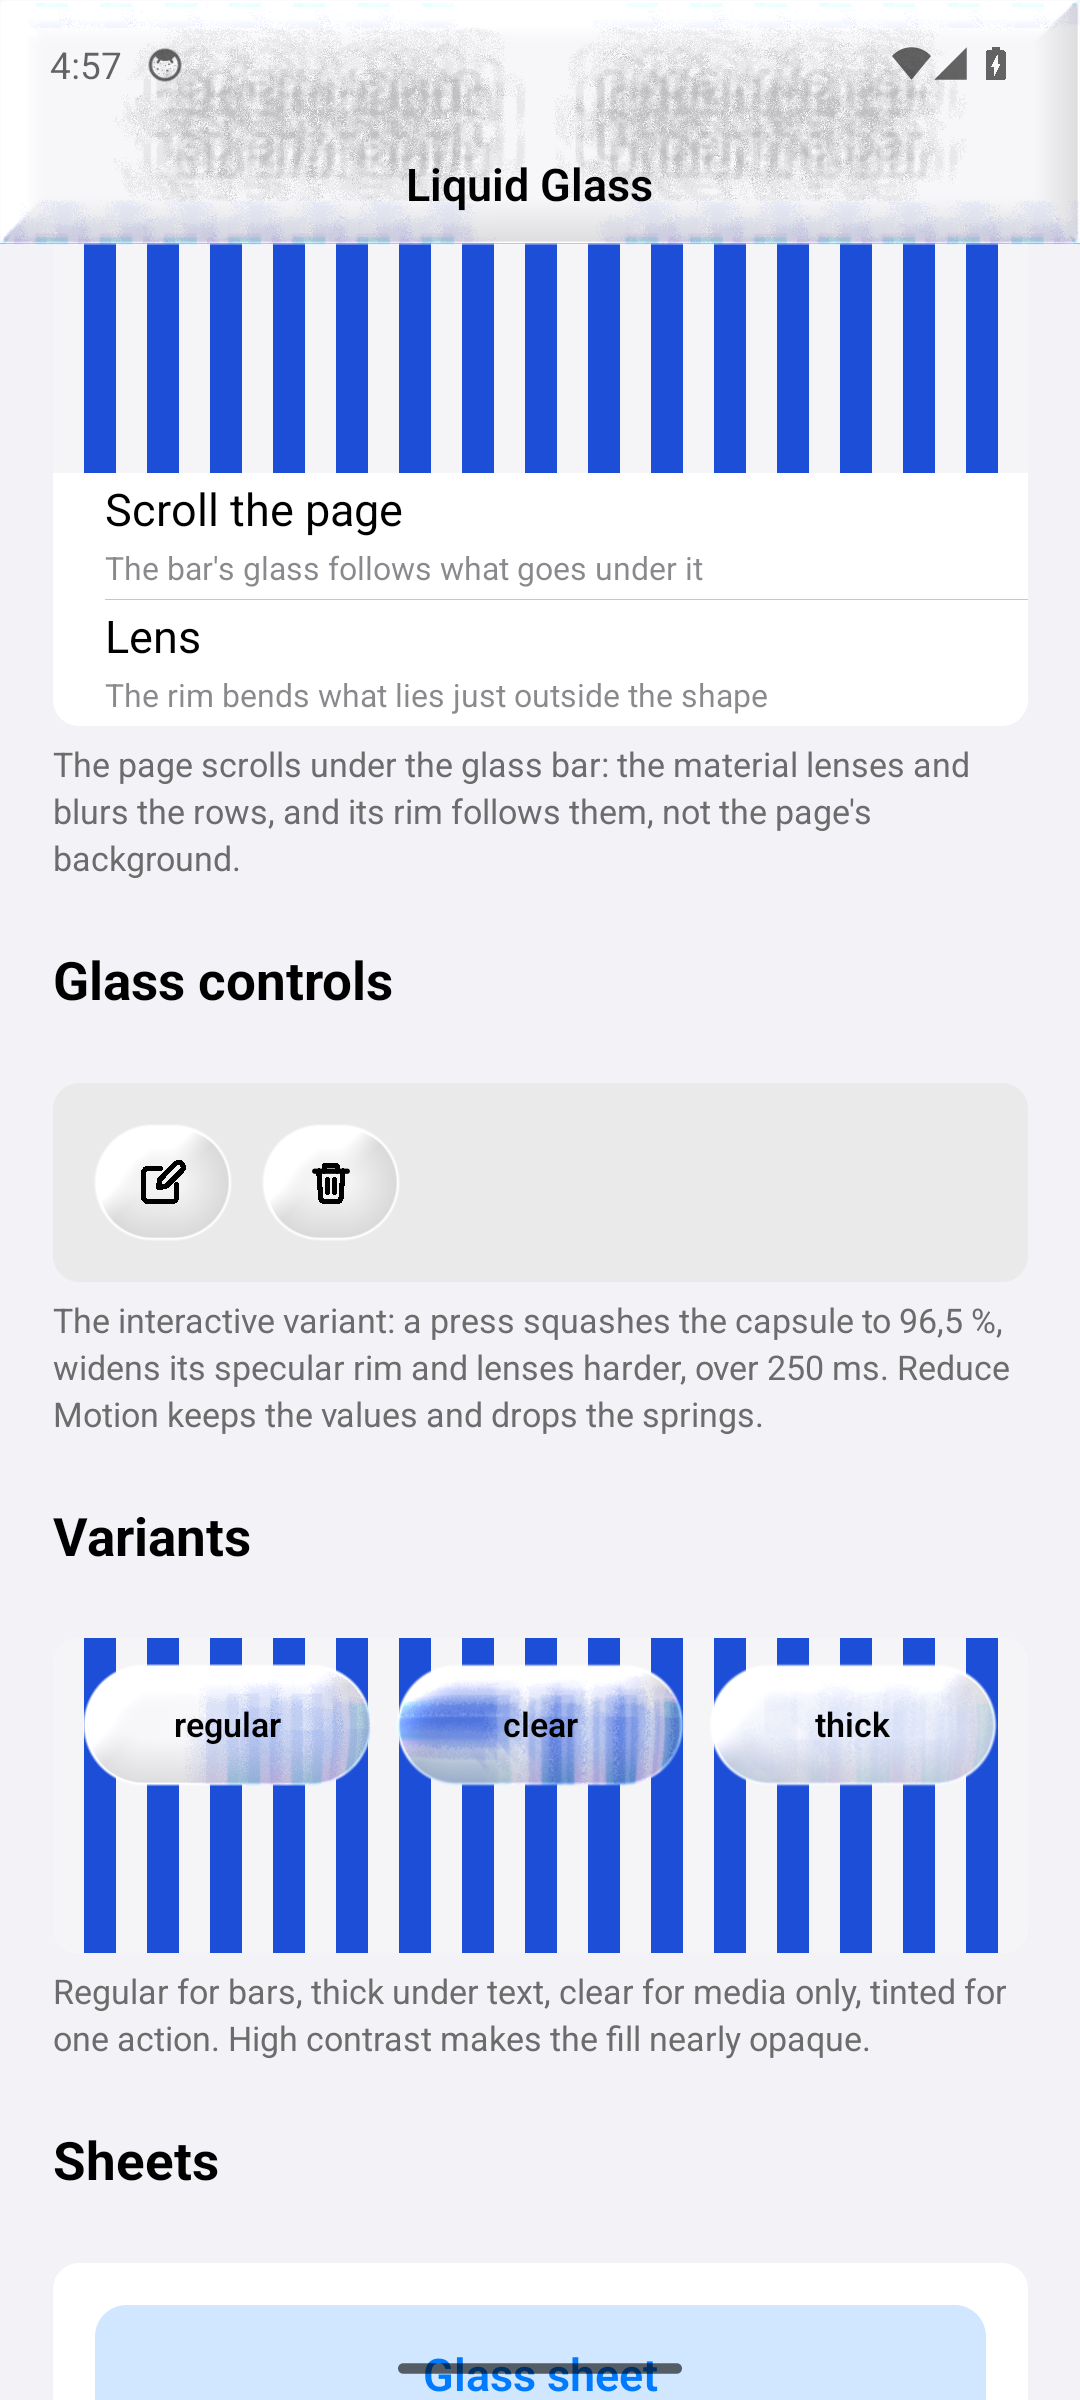 4:57
Liquid Glass
Scroll the page
The bar's glass follows what goes under it
Lens
The rim bends what lies just outside the shape
The page scrolls under the glass bar: the material lenses and
blurs the rows, and its rim follows them, not the page's
background.
Glass controls
The interactive variant: a press squashes the capsule to 96,5 %,
widens its specular rim and lenses harder, over 250 ms. Reduce
Motion keeps the values and drops the springs.
Variants
regular
clear
thick
Regular for bars, thick under text, clear for media only, tinted for
one action. High contrast makes the fill nearly opaque.
Sheets
Glass sheet